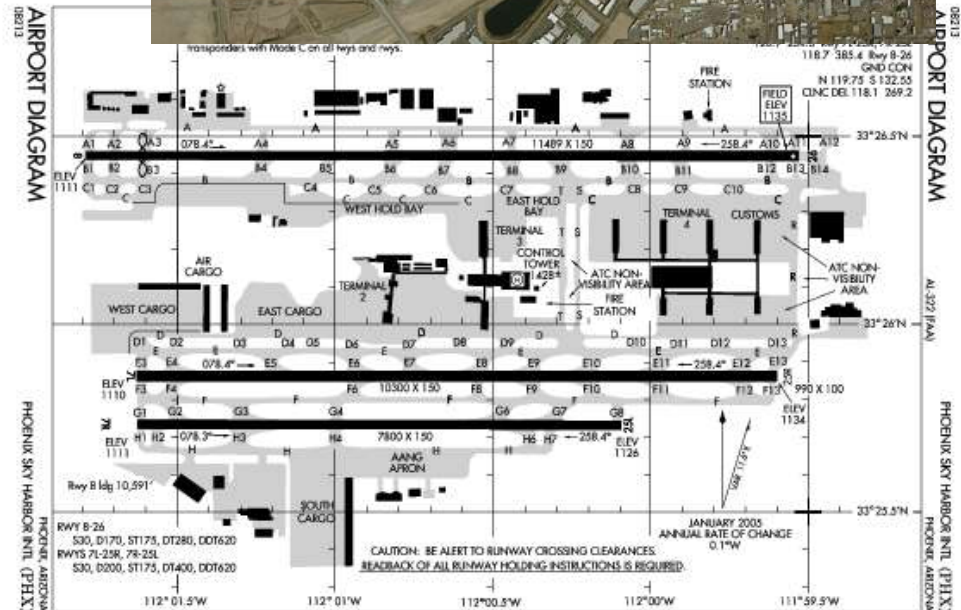 08213
AIRPORT DIAGRAM
transponders with Mode C on all twys and rwys.
118.7 385.4 Rwy 8-26
GND CON
N 119.75 S 132.55
CLNC DEL 118.1 269.2
08213
AIRPORT DIAGRAM
FIRE
STATION
FIELD
ELEV
1135
33°26.5'N
A
A
A
A
A1 A2 A3 078.4° A4 A5 A6 A7 11489 X 150 A8 A9 258.4° A10 A11 A12
8
26
B1 B2 B3 B4 B5 B6 B7 B8 B9 B10 B11 B12 B13 B14
ELEV
1111
B B B B
C1 C2 C3 C4 C5 C6 C7 T S C8 C9 C10
C C C C C
WEST HOLD BAY
EAST HOLD
BAY
TERMINAL
3
TERMINAL
4
CUSTOMS
R
T S
CONTROL
TOWER
1428±
ATC NON-
VISIBILITY AREA
ATC NON-
VISIBILITY
AREA
R
AIR
CARGO
TERMINAL
2
FIRE
STATION
WEST CARGO
EAST CARGO
T S
33°26'N
AL-322 (FAA)
D D D D R
D1 D2 D3 D4 D5 D6 D7 D8 D9 D10 D11 D12 D13
E E E E E
E3 E4 078.4° E5 E6 E7 E8 E9 E10 E11 258.4° E12 E13
7L
25R
ELEV
1110
F3 F4 10300 X 150 F6 F8 F9 F10 F11 F12 F13 990 X 100
F F F F
ELEV
1134
G1 G2 G3 G4 G6 G7 G8
7R
25L
H1 H2 078.3° H3 H4 7800 X 150 H6 H7 258.4°
ELEV
1111
ELEV
1126
H H H H
AANG
APRON
VAR 11.6°E
Rwy 8 ldg 10,591'
SOUTH
CARGO
33°25.5'N
JANUARY 2005
ANNUAL RATE OF CHANGE
0.1°W
RWY 8-26
S30, D170, ST175, DT280, DDT620
RWYS 7L-25R, 7R-25L
S30, D200, ST175, DT400, DDT620
CAUTION: BE ALERT TO RUNWAY CROSSING CLEARANCES.
READBACK OF ALL RUNWAY HOLDING INSTRUCTIONS IS REQUIRED.
112°01.5'W
112°01'W
112°00.5'W
112°00'W
111°59.5'W
PHOENIX, ARIZONA
PHOENIX SKY HARBOR INTL (PHX)
PHOENIX, ARIZONA
PHOENIX SKY HARBOR INTL (PHX)